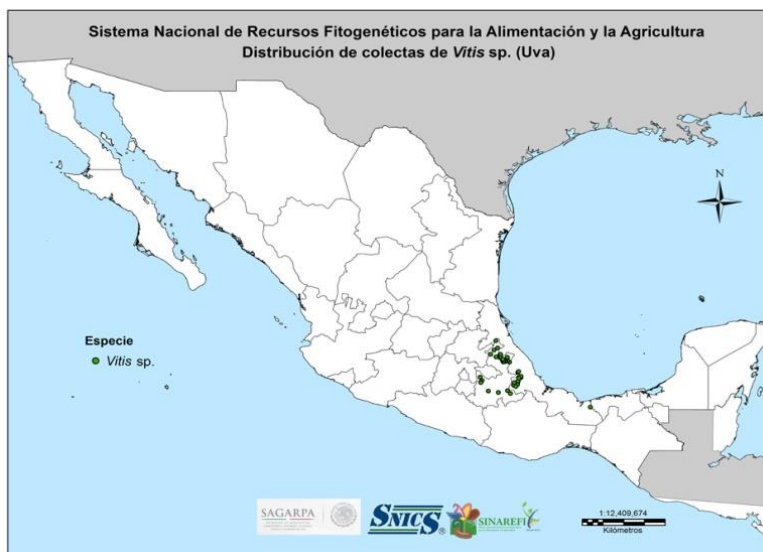 Sistema Nacional de Recursos Fitogenéticos para la Alimentación y la Agricultura
Distribución de colectas de Vitis sp. (Uva)
N
Especie
Vitis sp.
SAGARPA
SNICS®
SINAREFI
1:12,409,674
Kilómetros